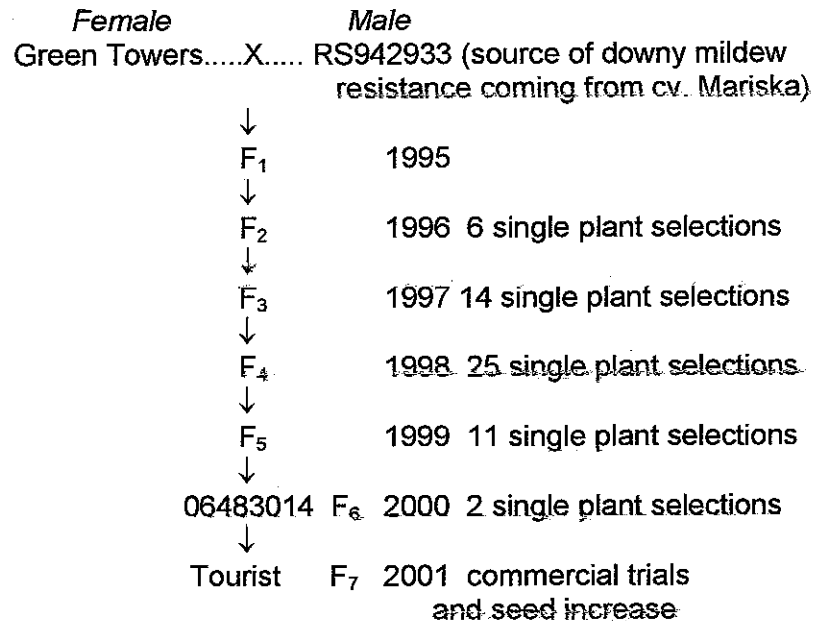 Female Male
Green Towers.....X..... RS942933 (source of downy mildew
resistance coming from cv. Mariska)
↓
F₁ 1995
↓
F₂ 1996 6 single plant selections
↓
F₃ 1997 14 single plant selections
↓
F₄ 1998 25 single plant selections
↓
F₅ 1999 11 single plant selections
↓
06483014 F₆ 2000 2 single plant selections
↓
Tourist F₇ 2001 commercial trials
and seed increase